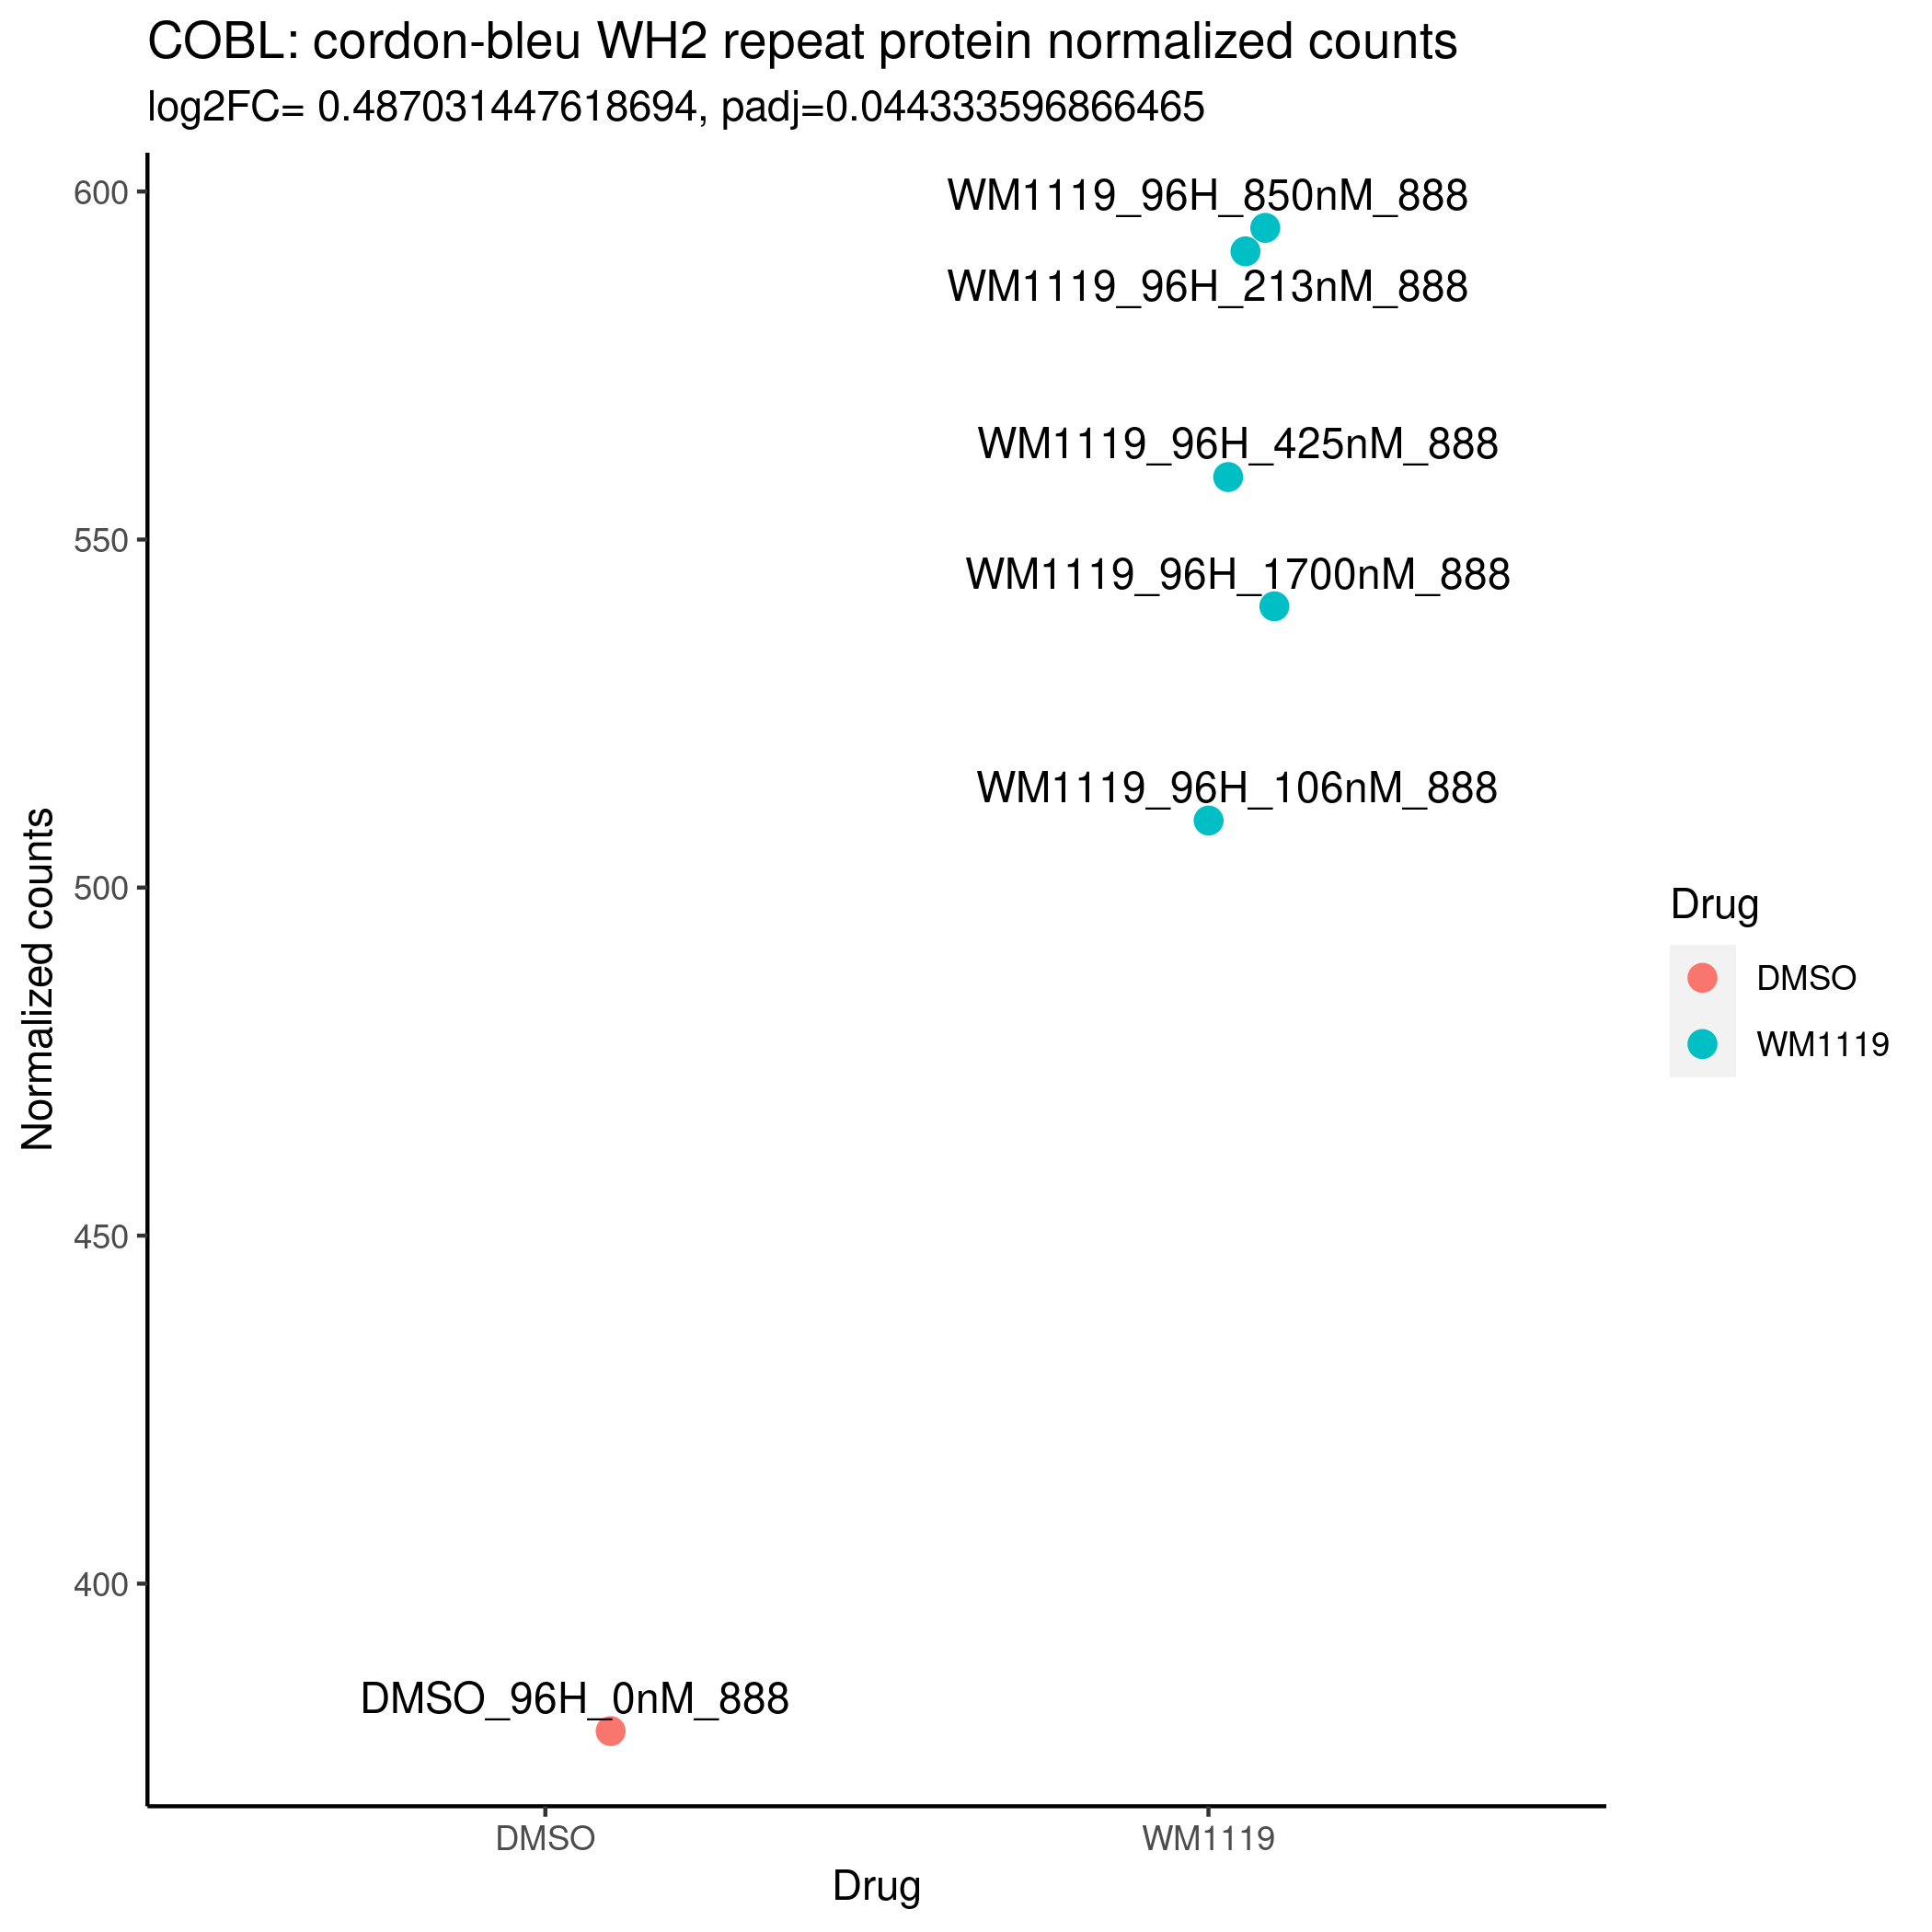 COBL: cordon-bleu WH2 repeat protein normalized counts
log2FC= 0.487031447618694, padj=0.044333596866465
600
550
500
450
400
Normalized counts
WM1119_96H_850nM_888
WM1119_96H_213nM_888
WM1119_96H_425nM_888
WM1119_96H_1700nM_888
WM1119_96H_106nM_888
DMSO_96H_0nM_888
DMSO
WM1119
Drug
Drug
DMSO
WM1119